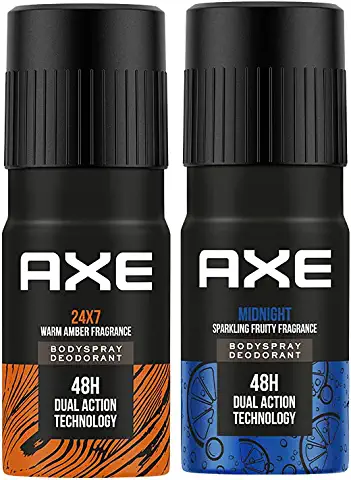 AXE
24X7
WARM AMBER FRAGRANCE
BODYSPRAY
DEODORANT
48H
DUAL ACTION
TECHNOLOGY
AXE
MIDNIGHT
SPARKLING FRUITY FRAGRANCE
BODYSPRAY
DEODORANT
48H
DUAL ACTION
TECHNOLOGY